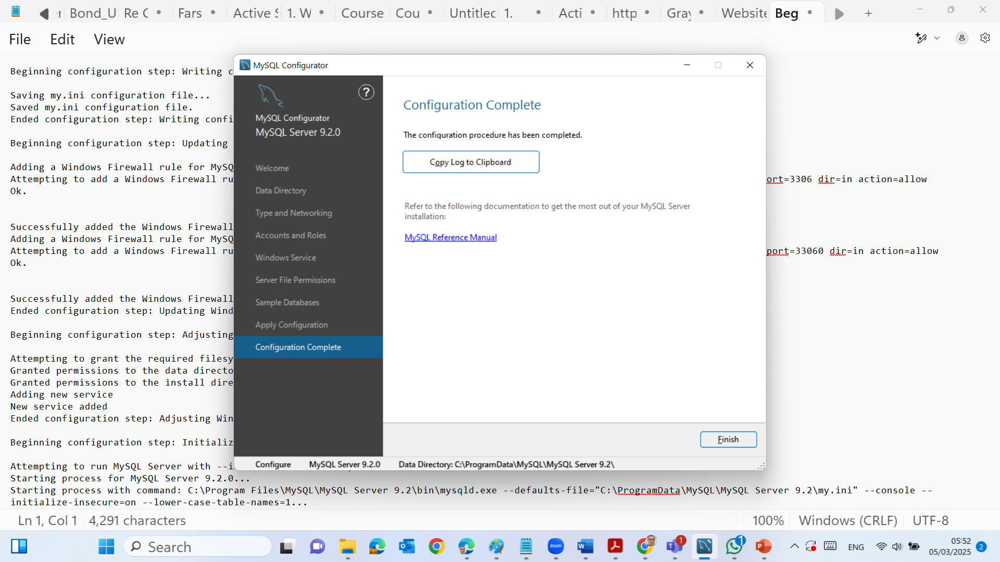 Bond_U
Re C
Fars
Active S
1. W
Course
Cou
Untitled
1.
Acti
http
Gray
Website
Beg
File
Edit
View
Beginning configuration step: Writing c
Saving my.ini configuration file...
Saved my.ini configuration file.
Ended configuration step: Writing confi
Beginning configuration step: Updating
Adding a Windows Firewall rule for MySQ
Attempting to add a Windows Firewall ru
ort=3306 dir=in action=allow
Ok.
Successfully added the Windows Firewall
Adding a Windows Firewall rule for MySQ
Attempting to add a Windows Firewall ru
port=33060 dir=in action=allow
Ok.
Successfully added the Windows Firewall
Ended configuration step: Updating Wind
Beginning configuration step: Adjusting
Attempting to grant the required filesy
Granted permissions to the data directo
Granted permissions to the install dire
Adding new service
New service added
Ended configuration step: Adjusting Win
Beginning configuration step: Initializ
Attempting to run MySQL Server with --i
Starting process for MySQL Server 9.2.0...
Starting process with command: C:\Program Files\MySQL\MySQL Server 9.2\bin\mysqld.exe --defaults-file="C:\ProgramData\MySQL\MySQL Server 9.2\my.ini" --console --
initialize-insecure=on --lower-case-table-names=1...
MySQL Configurator
?
MySQL Configurator
MySQL Server 9.2.0
Welcome
Data Directory
Type and Networking
Accounts and Roles
Windows Service
Server File Permissions
Sample Databases
Apply Configuration
Configuration Complete
Configuration Complete
The configuration procedure has been completed.
Copy Log to Clipboard
Refer to the following documentation to get the most out of your MySQL Server
installation:
MySQL Reference Manual
Finish
Configure
MySQL Server 9.2.0
Data Directory: C:\ProgramData\MySQL\MySQL Server 9.2\
Ln 1, Col 1
4,291 characters
100%
Windows (CRLF)
UTF-8
Search
zoom
1
1
ENG
05:52
05/03/2025
2